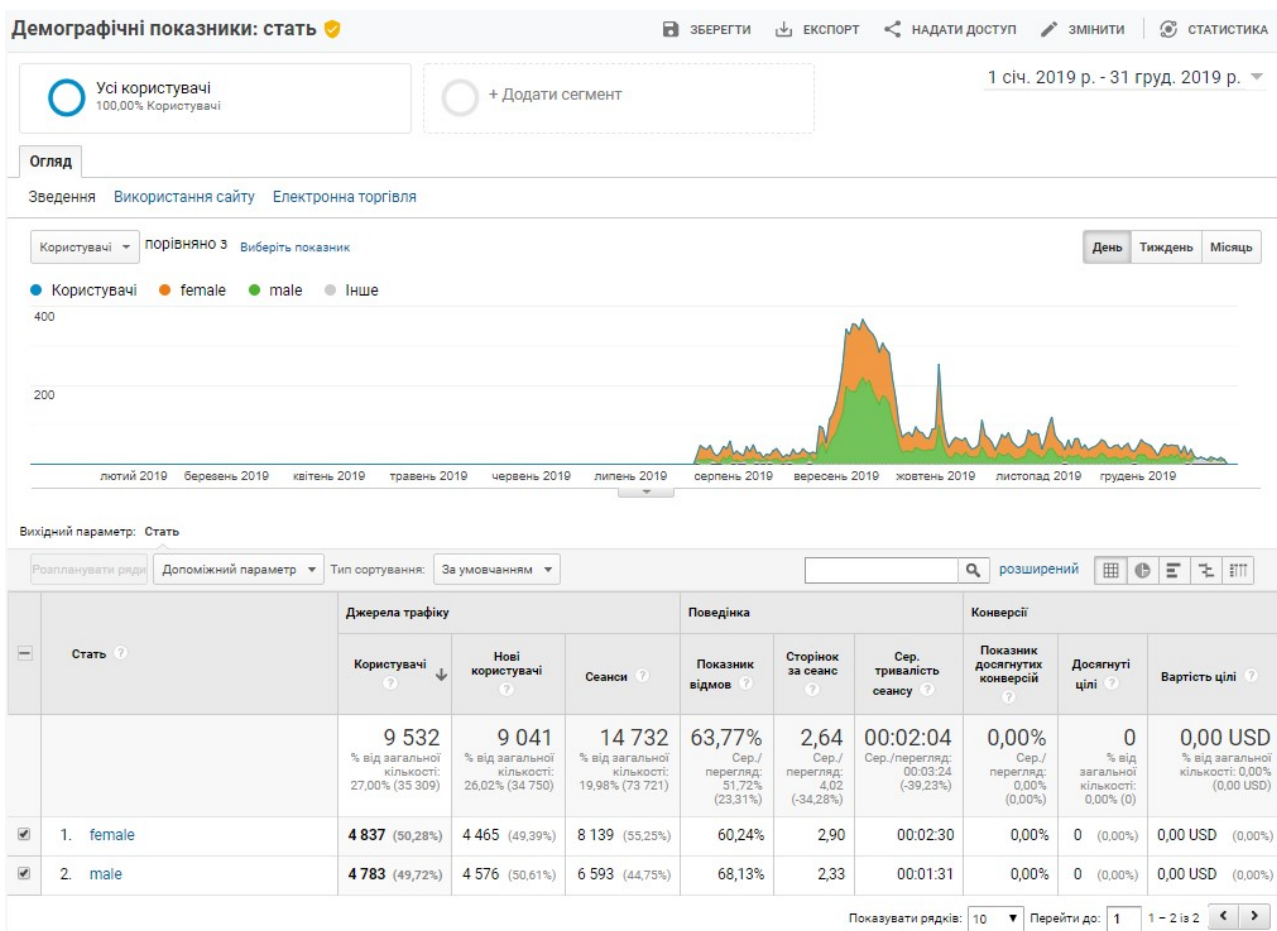 Демографічні показники: стать
ЗБЕРЕГТИ ЕКСПОРТ НАДАТИ ДОСТУП ЗМІНИТИ СТАТИСТИКА
Усі користувачі
100,00% Користувачі
+ Додати сегмент
1 січ. 2019 р. - 31 груд. 2019 р.
Огляд
Зведення Використання сайту Електронна торгівля
Користувачі порівняно з Виберіть показник
День Тиждень Місяць
Користувачі female male Інше
400
200
лютий 2019 березень 2019 квітень 2019 травень 2019 червень 2019 липень 2019 серпень 2019 вересень 2019 жовтень 2019 листопад 2019 грудень 2019
Вихідний параметр: Стать
Розпланувати ряди Допоміжний параметр Тип сортування: За умовчанням розширений
Стать ?
Джерела трафіку Поведінка Конверсії
Користувачі ?
Нові користувачі ?
Сеанси ?
Показник відмов ?
Сторінок за сеанс ?
Сер. тривалість сеансу ?
Показник досягнутих конверсій ?
Досягнуті цілі ?
Вартість цілі ?
9 532
% від загальної
кількості:
27,00% (35 309)
9 041
% від загальної
кількості:
26,02% (34 750)
14 732
% від загальної
кількості:
19,98% (73 721)
63,77%
Сер./
перегляд:
51,72%
(23,31%)
2,64
Сер./
перегляд:
4,02
(-34,28%)
00:02:04
Сер./перегляд:
00:03:24
(-39,23%)
0,00%
Сер./
перегляд:
0,00%
(0,00%)
0
% від
загальної
кількості:
0,00% (0)
0,00 USD
% від загальної
кількості: 0,00%
(0,00 USD)
1. female 4 837 (50,28%) 4 465 (49,39%) 8 139 (55,25%) 60,24% 2,90 00:02:30 0,00% 0 (0,00%) 0,00 USD (0,00%)
2. male 4 783 (49,72%) 4 576 (50,61%) 6 593 (44,75%) 68,13% 2,33 00:01:31 0,00% 0 (0,00%) 0,00 USD (0,00%)
Показувати рядків: 10 Перейти до: 1 1 – 2 із 2